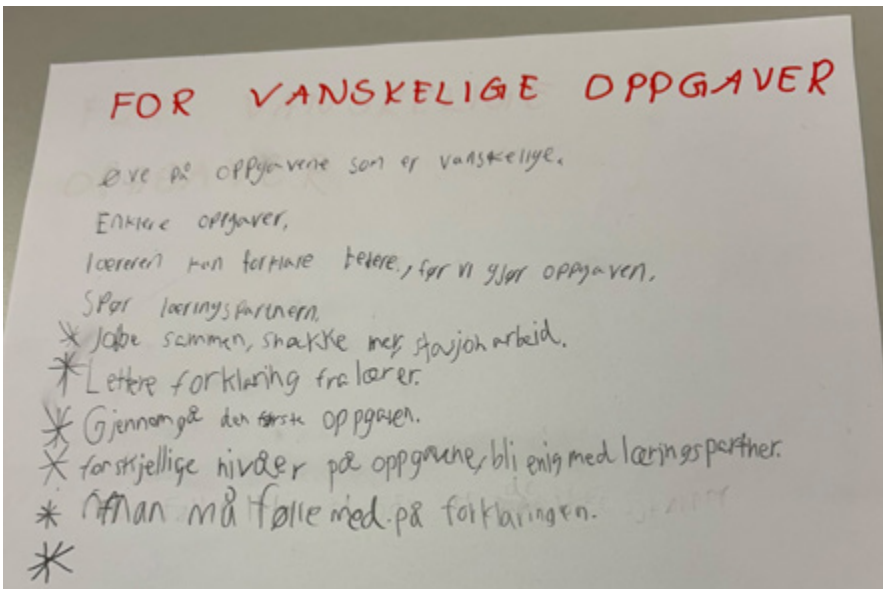 FOR VANSKELIGE OPPGAVER
Øve på oppgavene som er vanskelige.
Enklere oppgaver,
læreren kan forklare bedere, før vi gjør oppgaven.
Spør læringspartnern.
* Jobe sammen, snakke mer, stasjonarbeid.
* Lettere forklaring fra lærer.
* Gjennomgå den første oppgaven.
* forskjellige nivåer på oppgavene, bli enig med læringspartner.
* man må følle med på forklaringen.
*